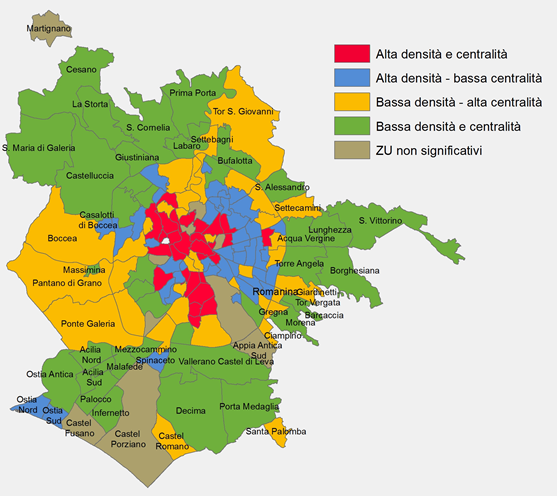 Martignano
Alta densità e centralità
Alta densità - bassa centralità
Bassa densità - alta centralità
Bassa densità e centralità
ZU non significativi
Cesano
Prima Porta
La Storta
Tor S. Giovanni
S. Cornelia
Settebagni
S. Maria di Galeria
Labaro
Giustiniana
Bufalotta
Castelluccia
S. Alessandro
Settecamini
Casalotti
di Boccea
S. Vittorino
Lunghezza
Boccea
Acqua Vergine
Torre Angela
Massimina
Borghesiana
Pantano di Grano
Romanina
Giardinetti
Tor Vergata
Gregna
Barcaccia
Ponte Galeria
Morena
Ciampino
Acilia
Nord
Mezzocammino
Appia Antica
Sud
Spinaceto
Vallerano
Castel di Leva
Malafede
Ostia Antica
Acilia
Sud
Ostia
Nord
Palocco
Ostia
Sud
Infernetto
Decima
Porta Medaglia
Castel
Fusano
Castel
Porziano
Castel
Romano
Santa Palomba